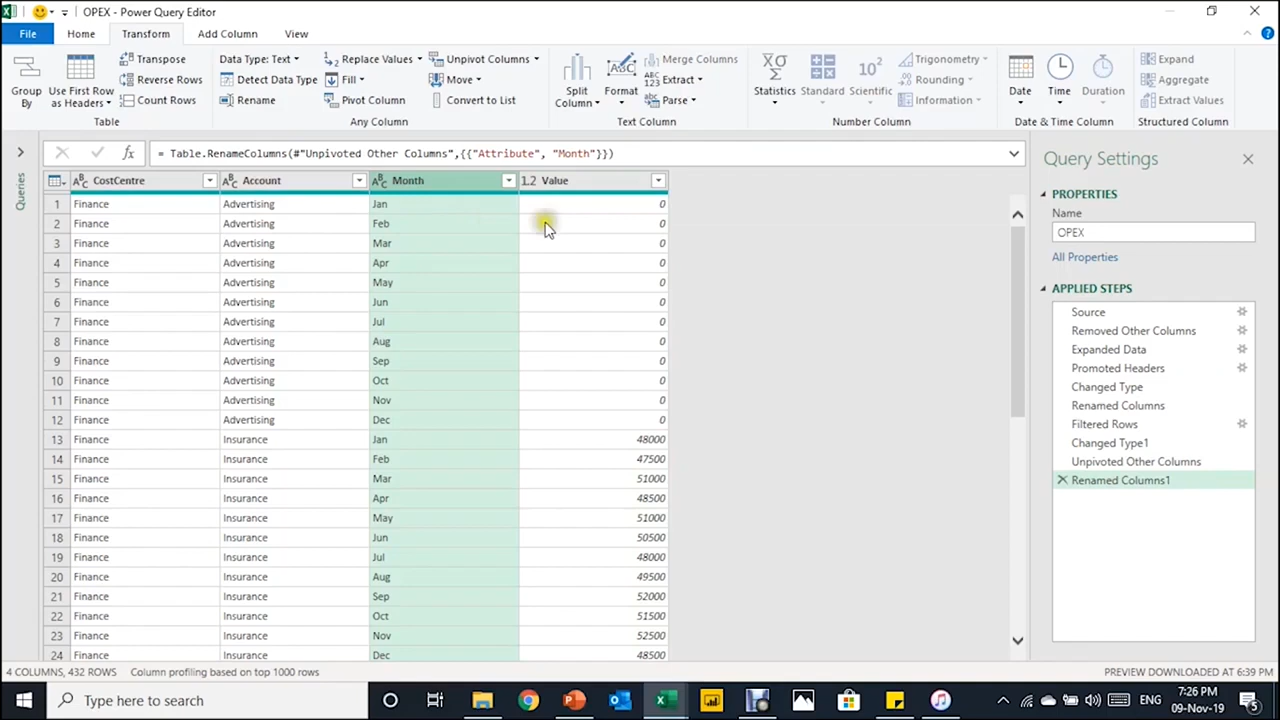 OPEX - Power Query Editor
File Home Transform Add Column View
Group By
Use First Row as Headers
Transpose
Reverse Rows
Count Rows
Table
Data Type: Text
Detect Data Type
Rename
Replace Values
Fill
Pivot Column
Unpivot Columns
Move
Convert to List
Any Column
Split Column
Format
Merge Columns
Extract
Parse
Text Column
Statistics
Standard
Scientific
Trigonometry
Rounding
Information
Number Column
Date
Time
Duration
Date & Time Column
Expand
Aggregate
Extract Values
Structured Column
= Table.RenameColumns(#"Unpivoted Other Columns",{{"Attribute", "Month"}})
Queries
CostCentre Account Month 1.2 Value
1 Finance Advertising Jan 0
2 Finance Advertising Feb 0
3 Finance Advertising Mar 0
4 Finance Advertising Apr 0
5 Finance Advertising May 0
6 Finance Advertising Jun 0
7 Finance Advertising Jul 0
8 Finance Advertising Aug 0
9 Finance Advertising Sep 0
10 Finance Advertising Oct 0
11 Finance Advertising Nov 0
12 Finance Advertising Dec 0
13 Finance Insurance Jan 48000
14 Finance Insurance Feb 47500
15 Finance Insurance Mar 51000
16 Finance Insurance Apr 48500
17 Finance Insurance May 51000
18 Finance Insurance Jun 50500
19 Finance Insurance Jul 48000
20 Finance Insurance Aug 49500
21 Finance Insurance Sep 52000
22 Finance Insurance Oct 51500
23 Finance Insurance Nov 52500
24 Finance Insurance Dec 48500
Query Settings
PROPERTIES
Name
OPEX
All Properties
APPLIED STEPS
Source
Removed Other Columns
Expanded Data
Promoted Headers
Changed Type
Renamed Columns
Filtered Rows
Changed Type1
Unpivoted Other Columns
Renamed Columns1
4 COLUMNS, 432 ROWS Column profiling based on top 1000 rows
PREVIEW DOWNLOADED AT 6:39 PM
Type here to search
ENG
7:26 PM
09-Nov-19
5